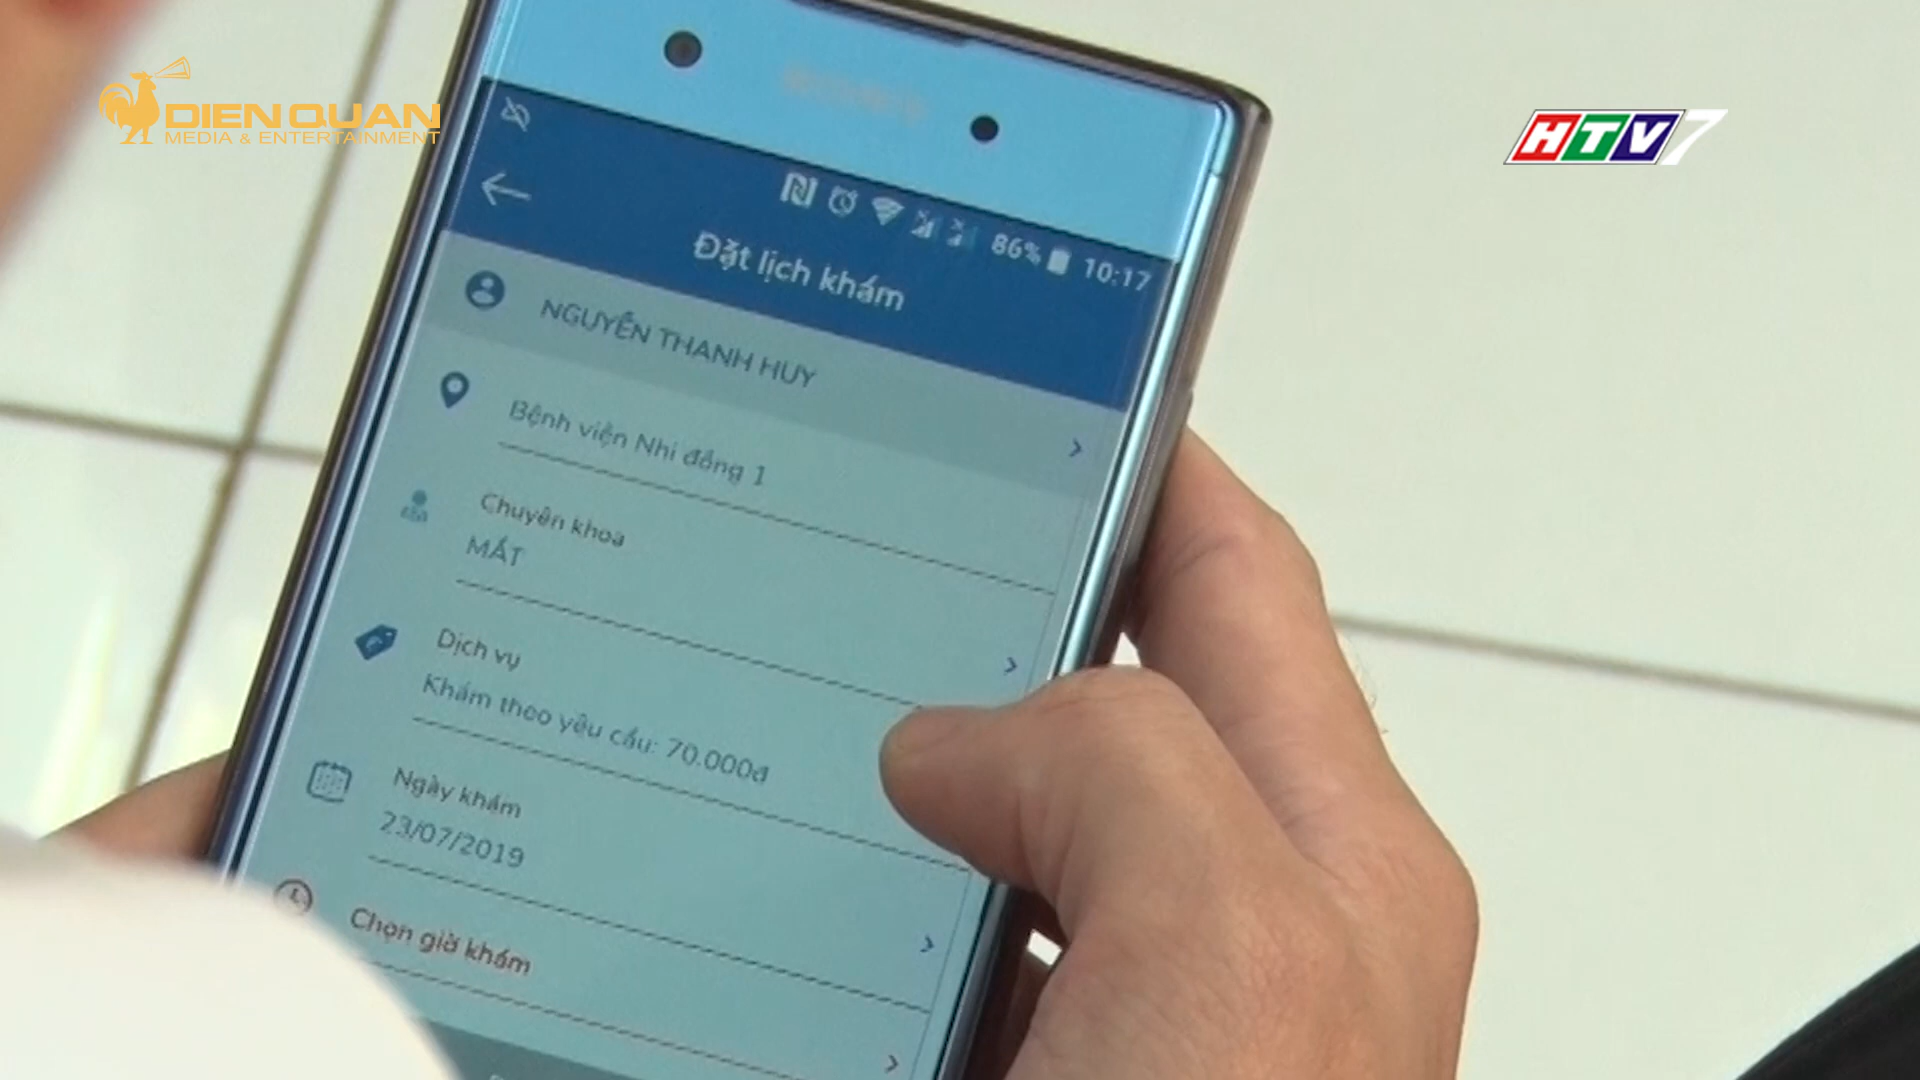 DIEN QUAN
MEDIA & ENTERTAINMENT
HTV7
86% 10:17
Đặt lịch khám
NGUYỄN THANH HUY
Bệnh viện Nhi đồng 1
Chuyên khoa
MẮT
Dịch vụ
Khám theo yêu cầu: 70.000đ
Ngày khám
23/07/2019
Chọn giờ khám